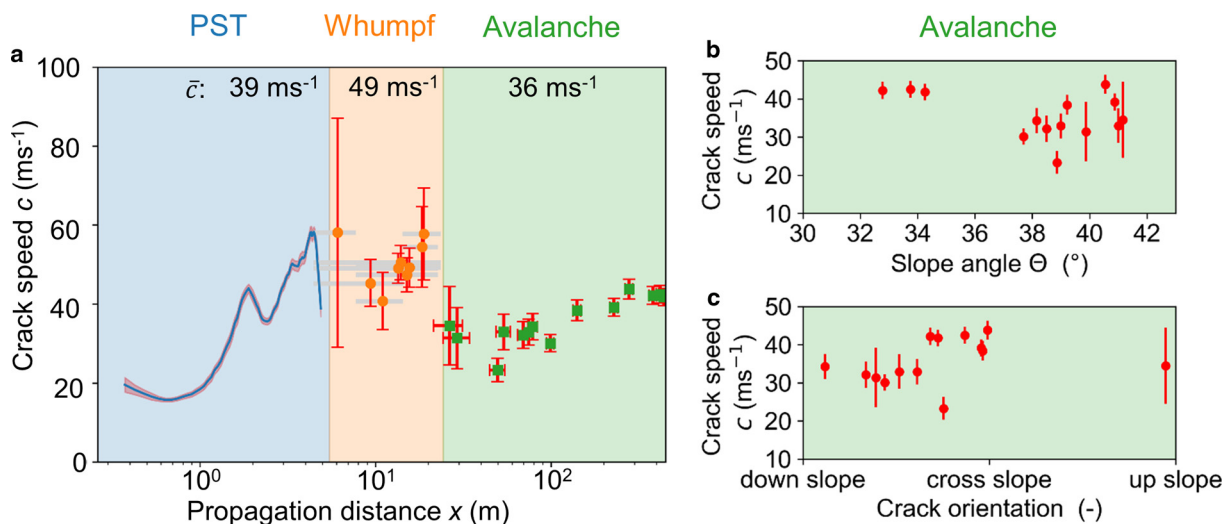 PST Whumpf Avalanche
a
c̄: 39 ms⁻¹ 49 ms⁻¹ 36 ms⁻¹
Crack speed c (ms⁻¹)
100
80
60
40
20
0
10⁰ 10¹ 10²
Propagation distance x (m)
Avalanche
b
Crack speed
c (ms⁻¹)
50
40
30
20
10
30 32 34 36 38 40 42
Slope angle Θ (°)
c
Crack speed
c (ms⁻¹)
50
40
30
20
10
down slope cross slope up slope
Crack orientation (-)